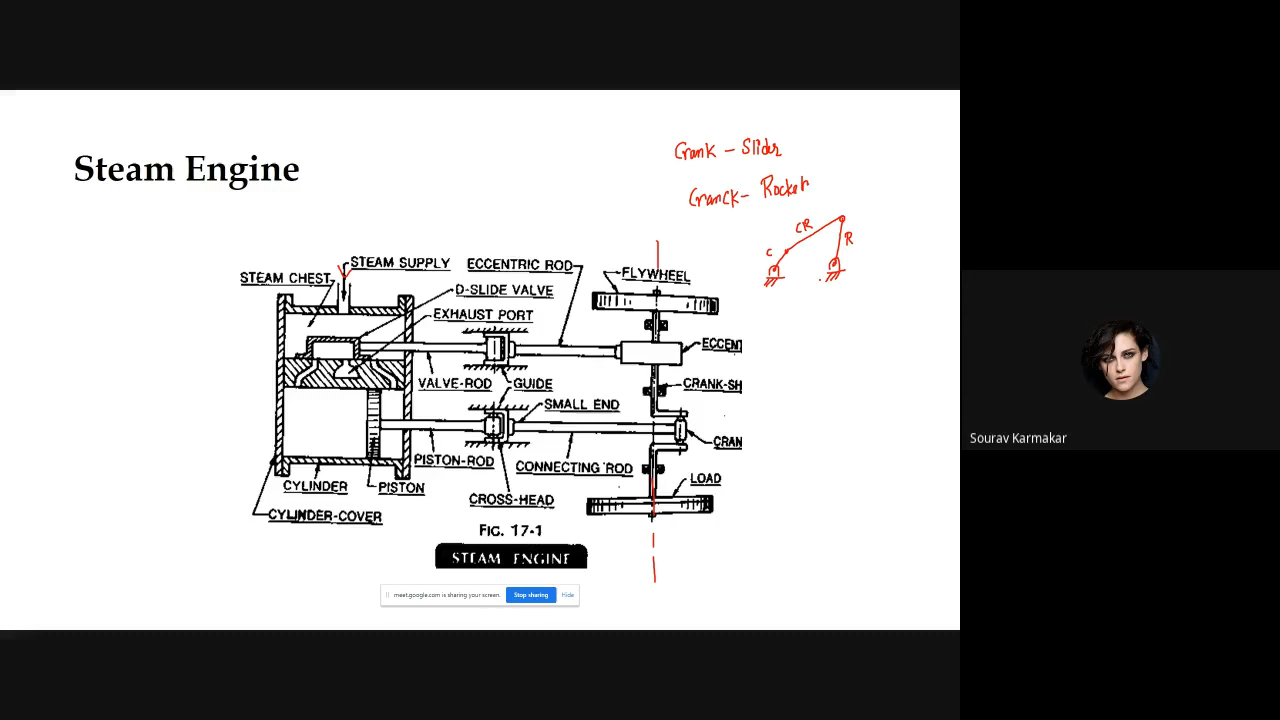 Steam Engine
Crank - Slider
Cranck- Rocker
CR
C
R
STEAM SUPPLY
ECCENTRIC ROD
STEAM CHEST
FLYWHEEL
D-SLIDE VALVE
EXHAUST PORT
ECCENT
VALVE-ROD
GUIDE
CRANK-SH
SMALL END
CRAN
PISTON-ROD
CONNECTING ROD
LOAD
CYLINDER
PISTON
CROSS-HEAD
CYLINDER-COVER
FIG. 17·1
STEAM ENGINE
meet.google.com is sharing your screen.
Stop sharing
Hide
Sourav Karmakar